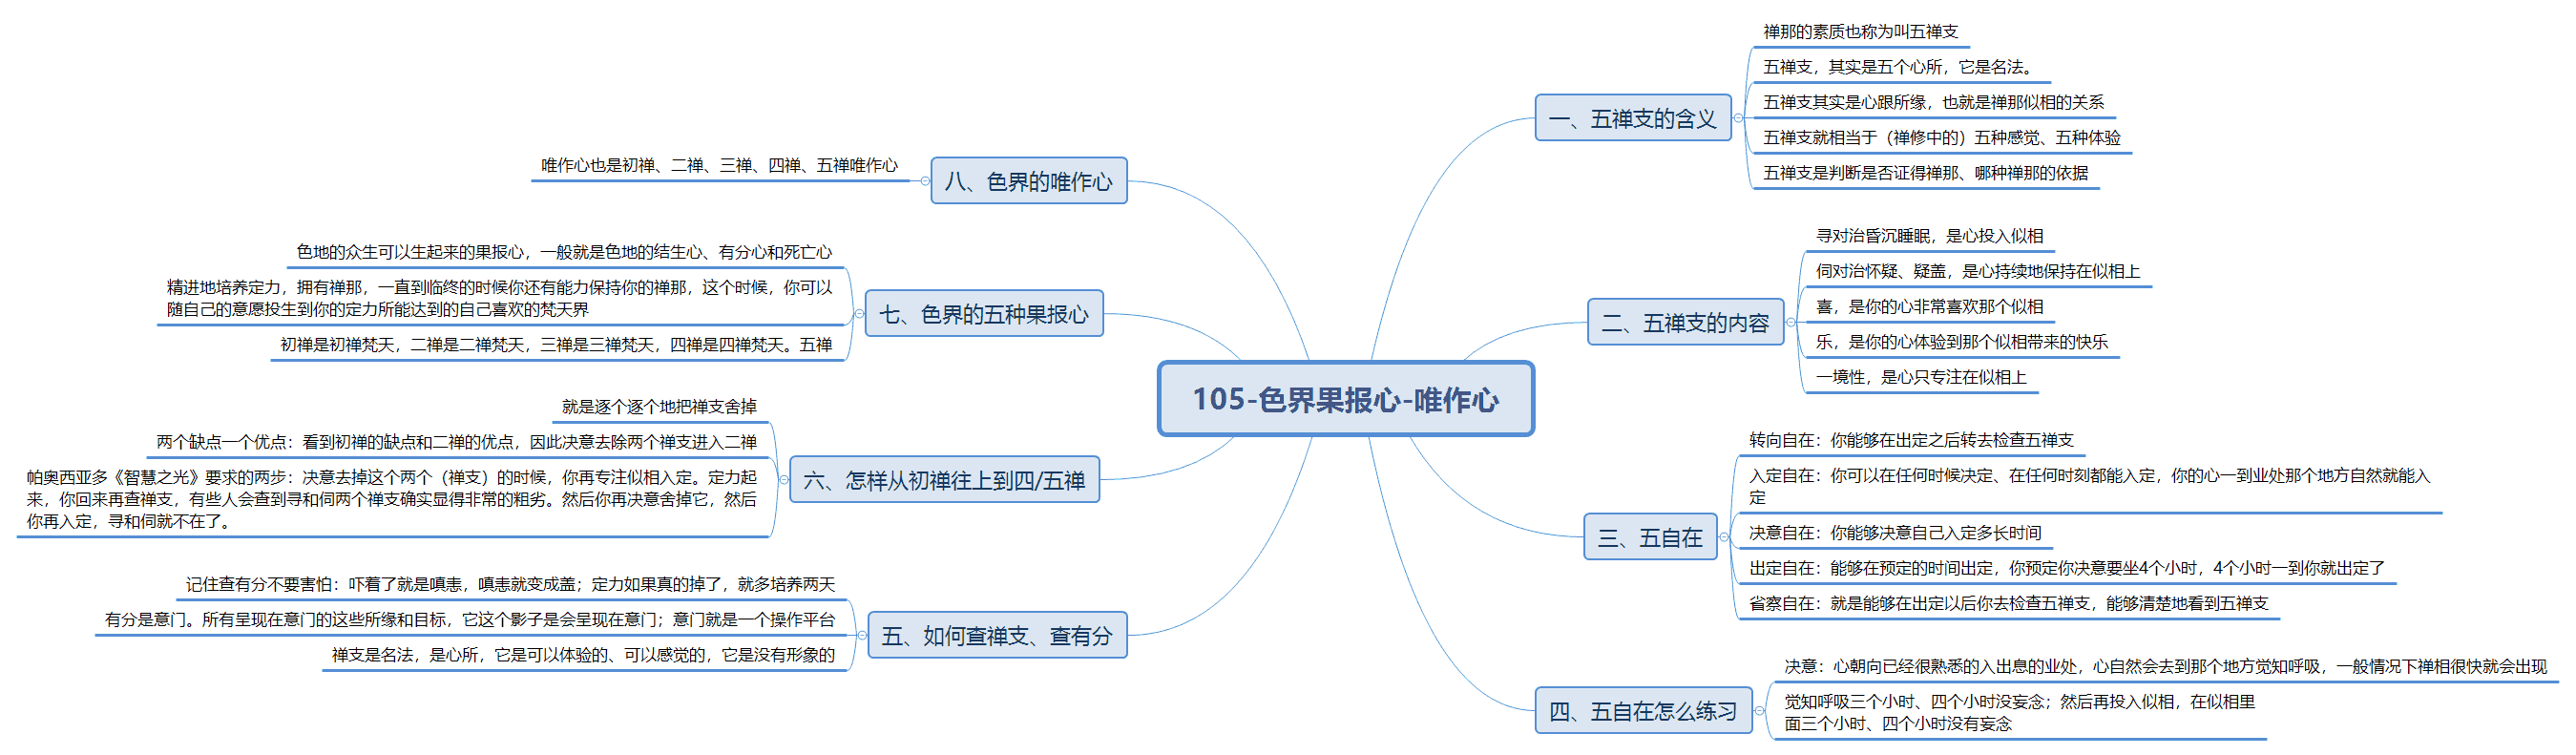 105-色界果报心-唯作心
一、五禅支的含义
禅那的素质也称为叫五禅支
五禅支，其实是五个心所，它是名法。
五禅支其实是心跟所缘，也就是禅那似相的关系
五禅支就相当于（禅修中的）五种感觉、五种体验
五禅支是判断是否证得禅那、哪种禅那的依据
二、五禅支的内容
寻对治昏沉睡眠，是心投入似相
伺对治怀疑、疑盖，是心持续地保持在似相上
喜，是你的心非常喜欢那个似相
乐，是你的心体验到那个似相带来的快乐
一境性，是心只专注在似相上
三、五自在
转向自在：你能够在出定之后转去检查五禅支
入定自在：你可以在任何时候决定、在任何时刻都能入定，你的心一到业处那个地方自然就能入
定
决意自在：你能够决意自己入定多长时间
出定自在：能够在预定的时间出定，你预定你决意要坐4个小时，4个小时一到你就出定了
省察自在：就是能够在出定以后你去检查五禅支，能够清楚地看到五禅支
四、五自在怎么练习
决意：心朝向已经很熟悉的入出息的业处，心自然会去到那个地方觉知呼吸，一般情况下禅相很快就会出现
觉知呼吸三个小时、四个小时没妄念；然后再投入似相，在似相里
面三个小时、四个小时没有妄念
五、如何查禅支、查有分
记住查有分不要害怕：吓着了就是嗔恚，嗔恚就变成盖；定力如果真的掉了，就多培养两天
有分是意门。所有呈现在意门的这些所缘和目标，它这个影子是会呈现在意门；意门就是一个操作平台
禅支是名法，是心所，它是可以体验的、可以感觉的，它是没有形象的
六、怎样从初禅往上到四/五禅
就是逐个逐个地把禅支舍掉
两个缺点一个优点：看到初禅的缺点和二禅的优点，因此决意去除两个禅支进入二禅
帕奥西亚多《智慧之光》要求的两步：决意去掉这个两个（禅支）的时候，你再专注似相入定。定力起
来，你回来再查禅支，有些人会查到寻和伺两个禅支确实显得非常的粗劣。然后你再决意舍掉它，然后
你再入定，寻和伺就不在了。
七、色界的五种果报心
色地的众生可以生起来的果报心，一般就是色地的结生心、有分心和死亡心
精进地培养定力，拥有禅那，一直到临终的时候你还有能力保持你的禅那，这个时候，你可以
随自己的意愿投生到你的定力所能达到的自己喜欢的梵天界
初禅是初禅梵天，二禅是二禅梵天，三禅是三禅梵天，四禅是四禅梵天。五禅
八、色界的唯作心
唯作心也是初禅、二禅、三禅、四禅、五禅唯作心